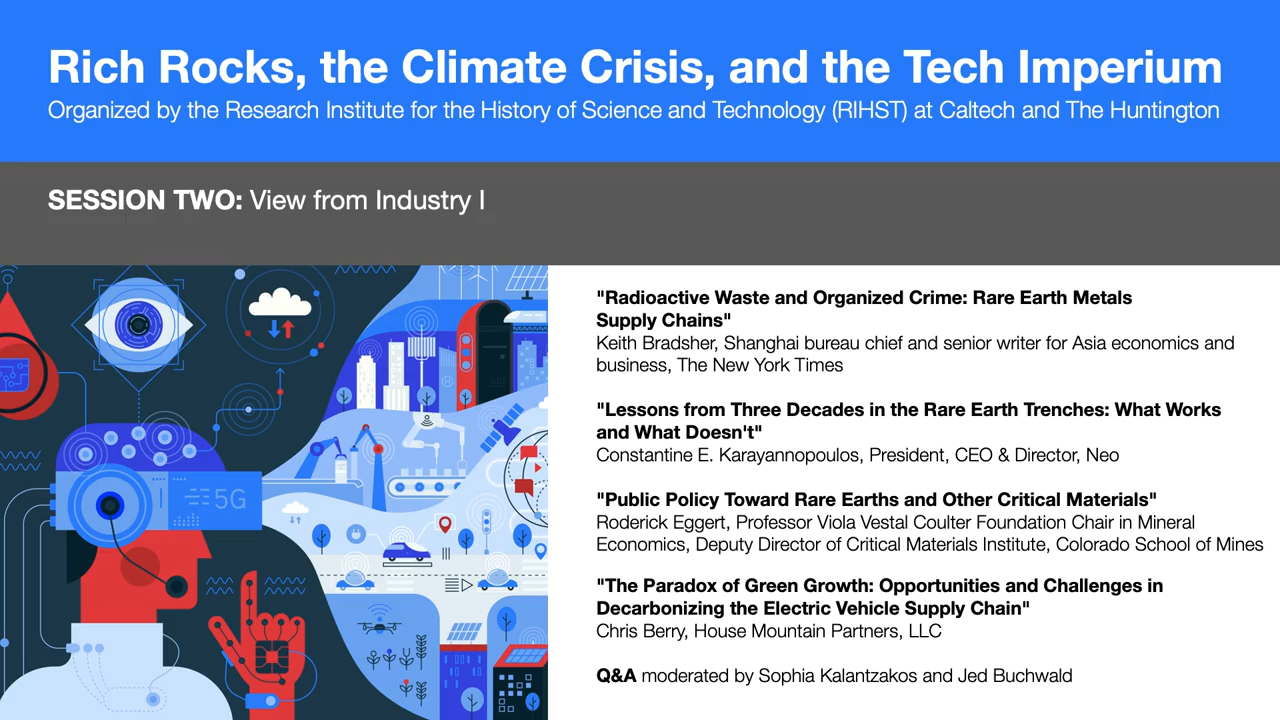 Rich Rocks, the Climate Crisis, and the Tech Imperium
Organized by the Research Institute for the History of Science and Technology (RIHST) at Caltech and The Huntington
SESSION TWO: View from Industry I
5G
"Radioactive Waste and Organized Crime: Rare Earth Metals
Supply Chains"
Keith Bradsher, Shanghai bureau chief and senior writer for Asia economics and
business, The New York Times
"Lessons from Three Decades in the Rare Earth Trenches: What Works
and What Doesn't"
Constantine E. Karayannopoulos, President, CEO & Director, Neo
"Public Policy Toward Rare Earths and Other Critical Materials"
Roderick Eggert, Professor Viola Vestal Coulter Foundation Chair in Mineral
Economics, Deputy Director of Critical Materials Institute, Colorado School of Mines
"The Paradox of Green Growth: Opportunities and Challenges in
Decarbonizing the Electric Vehicle Supply Chain"
Chris Berry, House Mountain Partners, LLC
Q&A moderated by Sophia Kalantzakos and Jed Buchwald